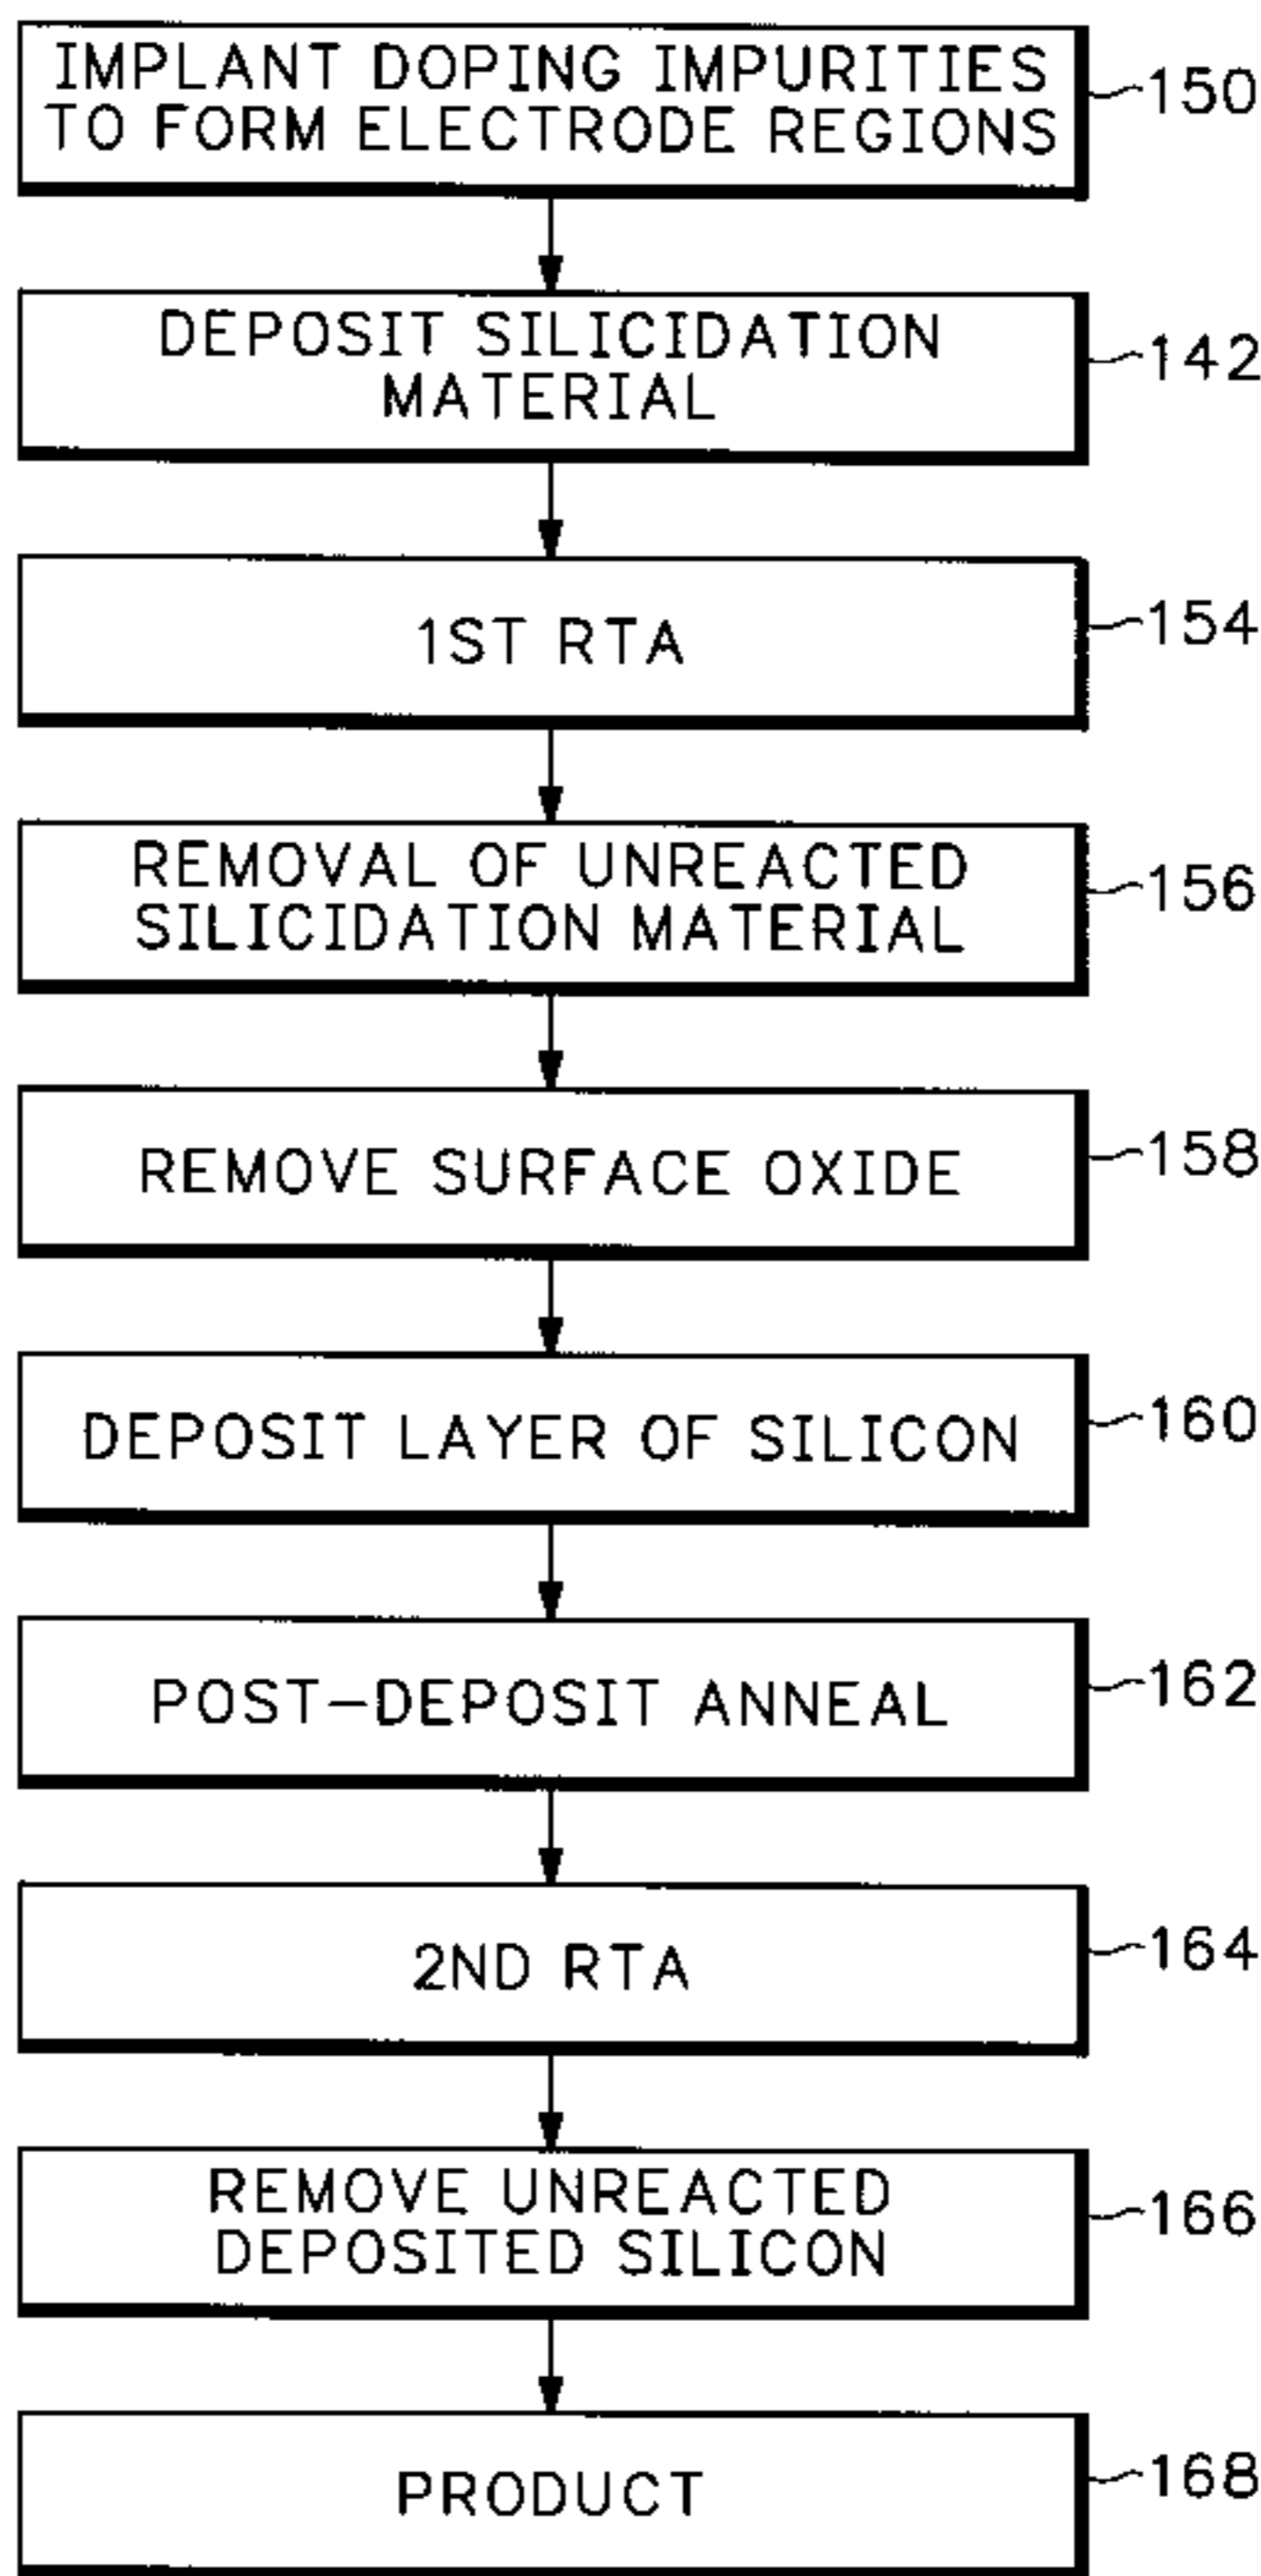 IMPLANT DOPING IMPURITIES
TO FORM ELECTRODE REGIONS
150
DEPOSIT SILICIDATION
MATERIAL
142
1ST RTA
154
REMOVAL OF UNREACTED
SILICIDATION MATERIAL
156
REMOVE SURFACE OXIDE
158
DEPOSIT LAYER OF SILICON
160
POST-DEPOSIT ANNEAL
162
2ND RTA
164
REMOVE UNREACTED
DEPOSITED SILICON
166
PRODUCT
168